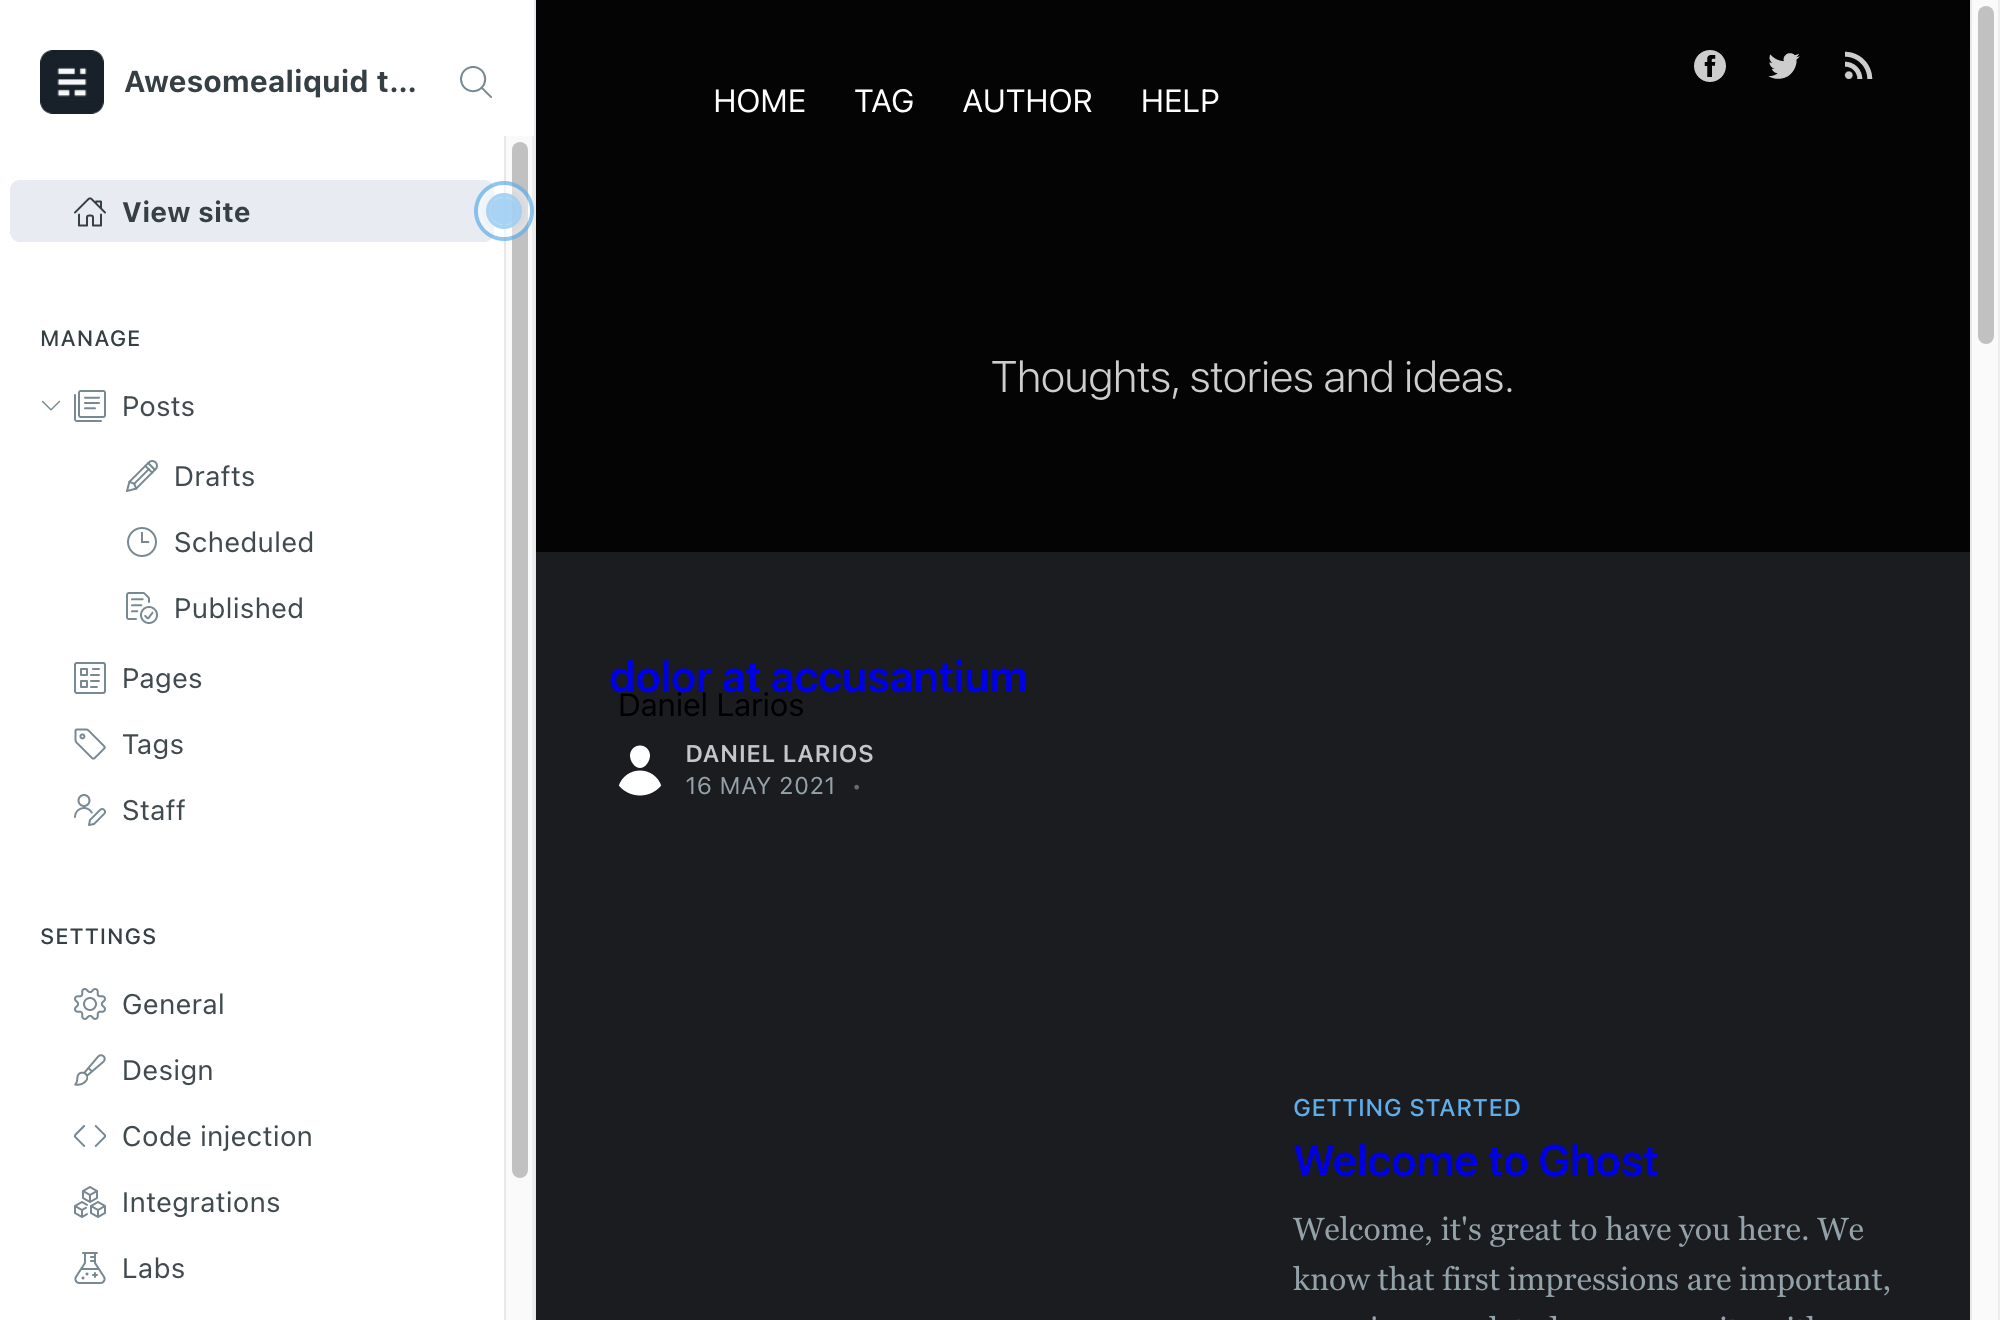 Awesomealiquid t...
View site
MANAGE
Posts
Drafts
Scheduled
Published
Pages
Tags
Staff
SETTINGS
General
Design
Code injection
Integrations
Labs
HOME TAG AUTHOR HELP
Thoughts, stories and ideas.
dolor at accusantium
Daniel Larios
DANIEL LARIOS
16 MAY 2021 •
GETTING STARTED
Welcome to Ghost
Welcome, it's great to have you here. We
know that first impressions are important,